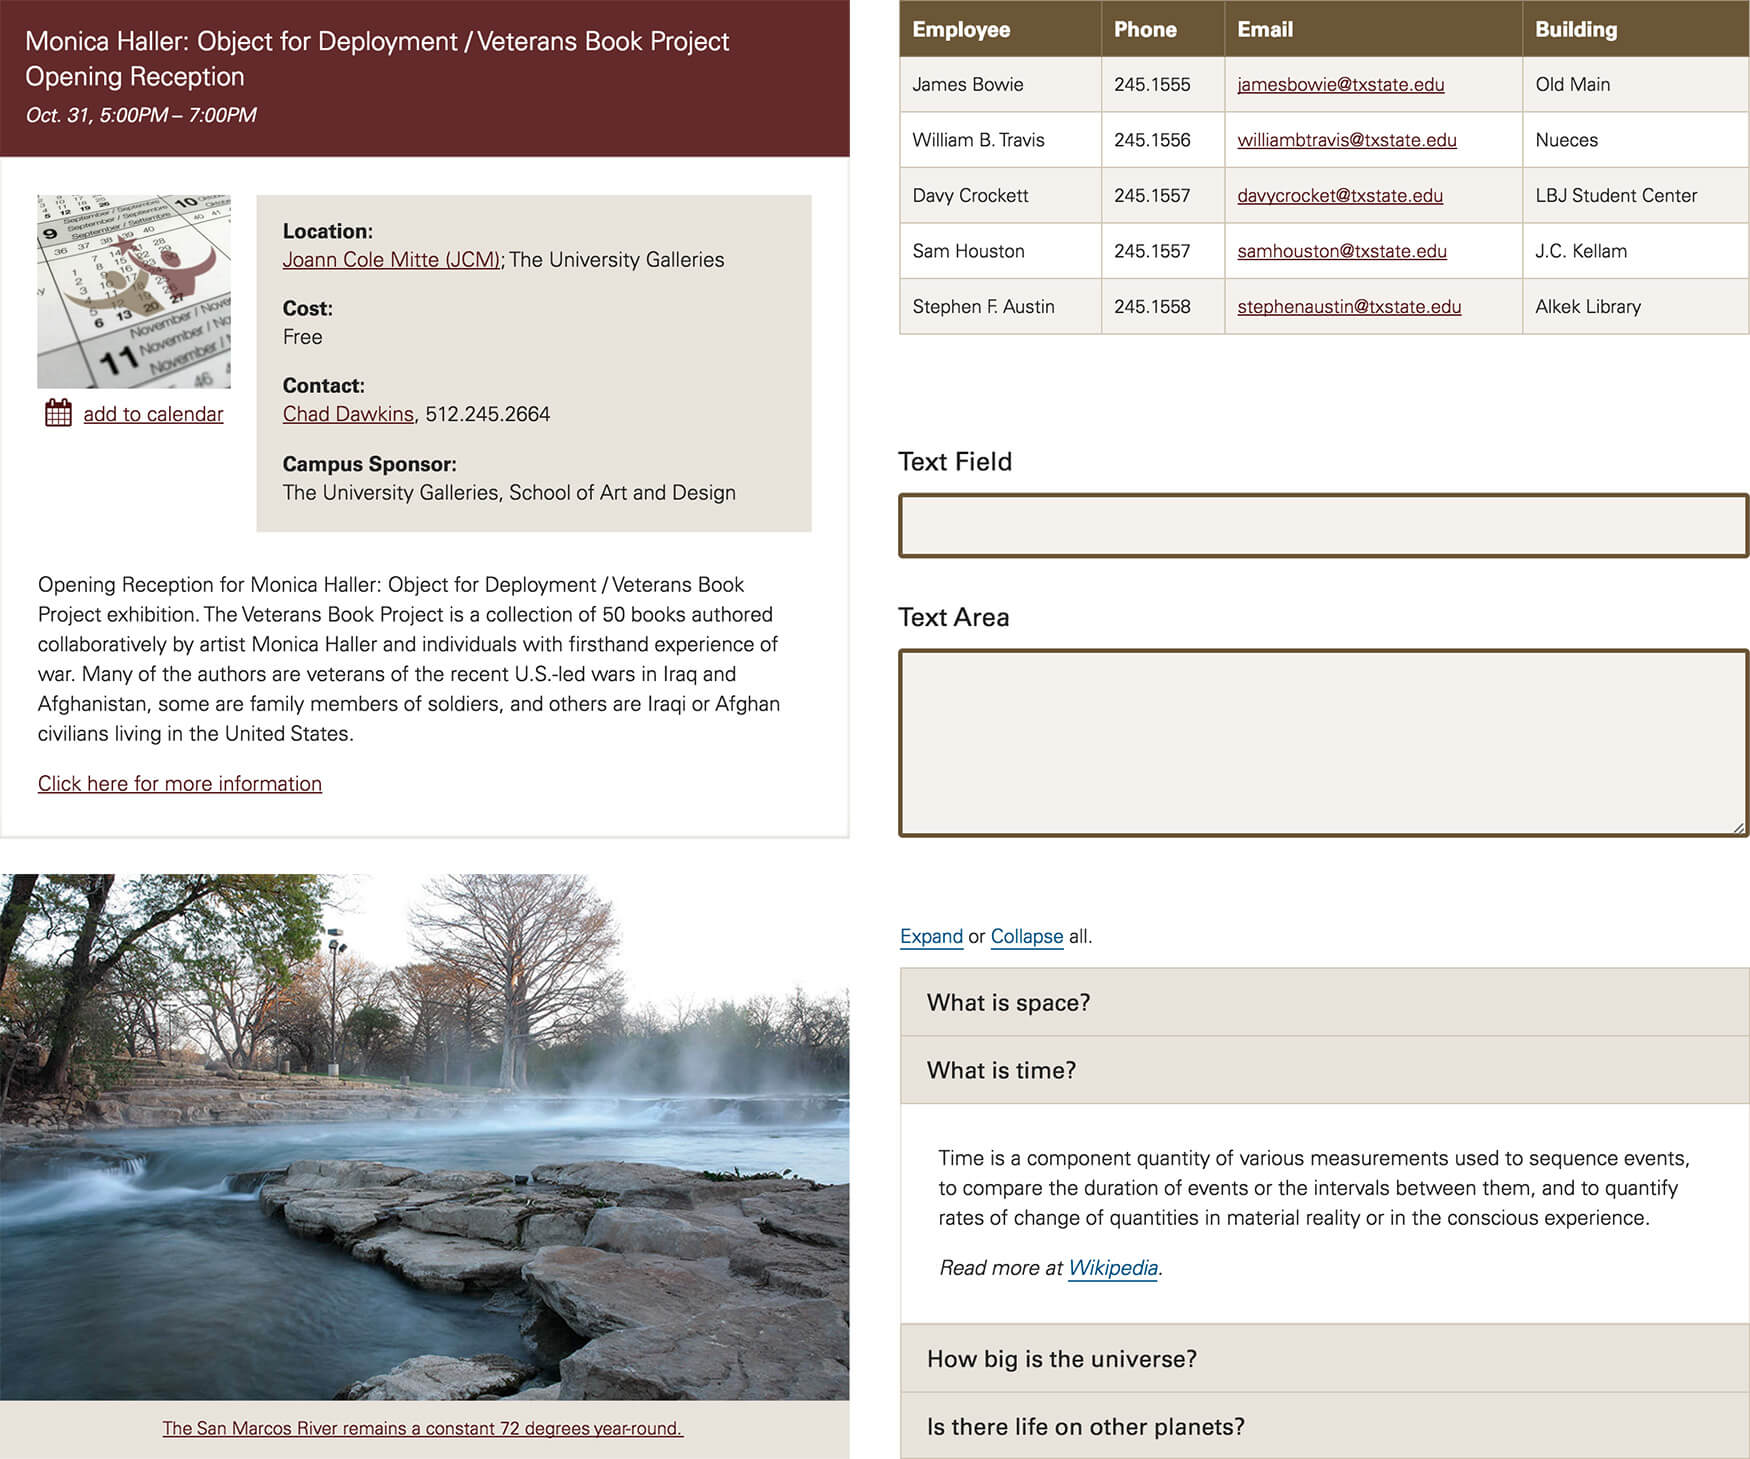 Monica Haller: Object for Deployment / Veterans Book Project
Opening Reception
Oct. 31, 5:00PM – 7:00PM
add to calendar
Location:
Joann Cole Mitte (JCM); The University Galleries
Cost:
Free
Contact:
Chad Dawkins, 512.245.2664
Campus Sponsor:
The University Galleries, School of Art and Design
Opening Reception for Monica Haller: Object for Deployment / Veterans Book
Project exhibition. The Veterans Book Project is a collection of 50 books authored
collaboratively by artist Monica Haller and individuals with firsthand experience of
war. Many of the authors are veterans of the recent U.S.-led wars in Iraq and
Afghanistan, some are family members of soldiers, and others are Iraqi or Afghan
civilians living in the United States.
Click here for more information
The San Marcos River remains a constant 72 degrees year-round.
Employee Phone Email Building
James Bowie 245.1555 jamesbowie@txstate.edu Old Main
William B. Travis 245.1556 williambtravis@txstate.edu Nueces
Davy Crockett 245.1557 davycrocket@txstate.edu LBJ Student Center
Sam Houston 245.1557 samhouston@txstate.edu J.C. Kellam
Stephen F. Austin 245.1558 stephenaustin@txstate.edu Alkek Library
Text Field
Text Area
Expand or Collapse all.
What is space?
What is time?
Time is a component quantity of various measurements used to sequence events,
to compare the duration of events or the intervals between them, and to quantify
rates of change of quantities in material reality or in the conscious experience.
Read more at Wikipedia.
How big is the universe?
Is there life on other planets?